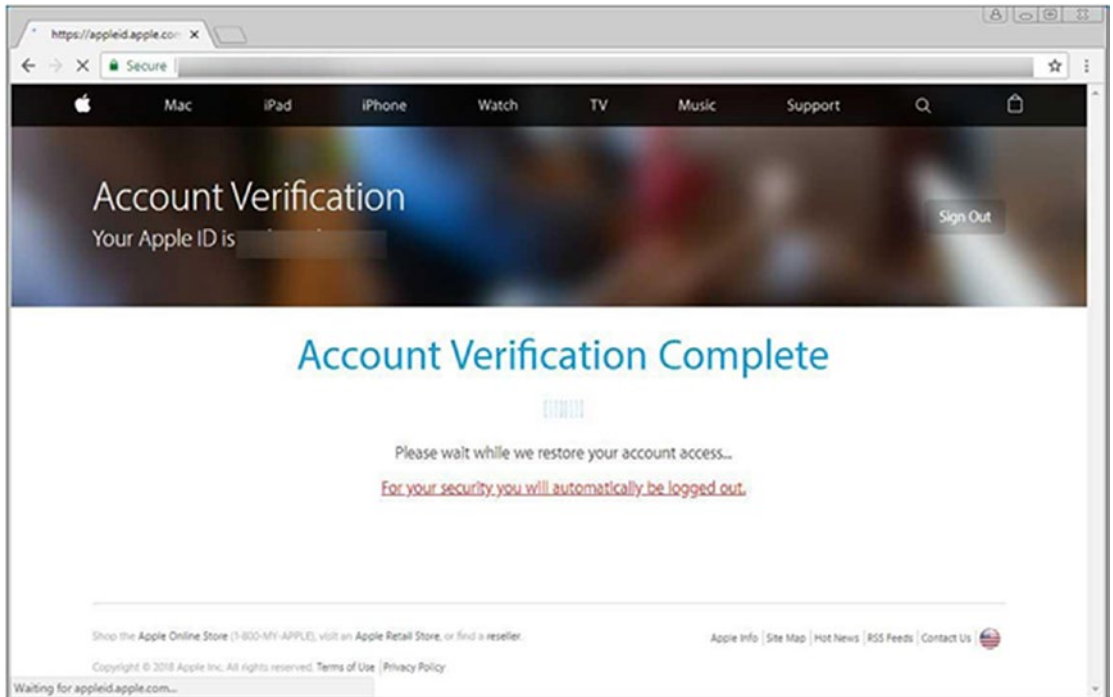 https://appleid.apple.com
Secure
Mac iPad iPhone Watch TV Music Support
Account Verification
Your Apple ID is
Sign Out
Account Verification Complete
Please wait while we restore your account access...
For your security you will automatically be logged out.
Shop the Apple Online Store (1-800-MY-APPLE), visit an Apple Retail Store, or find a reseller.
Apple Info | Site Map | Hot News | RSS Feeds | Contact Us
Copyright © 2018 Apple Inc. All rights reserved. Terms of Use | Privacy Policy
Waiting for appleid.apple.com...